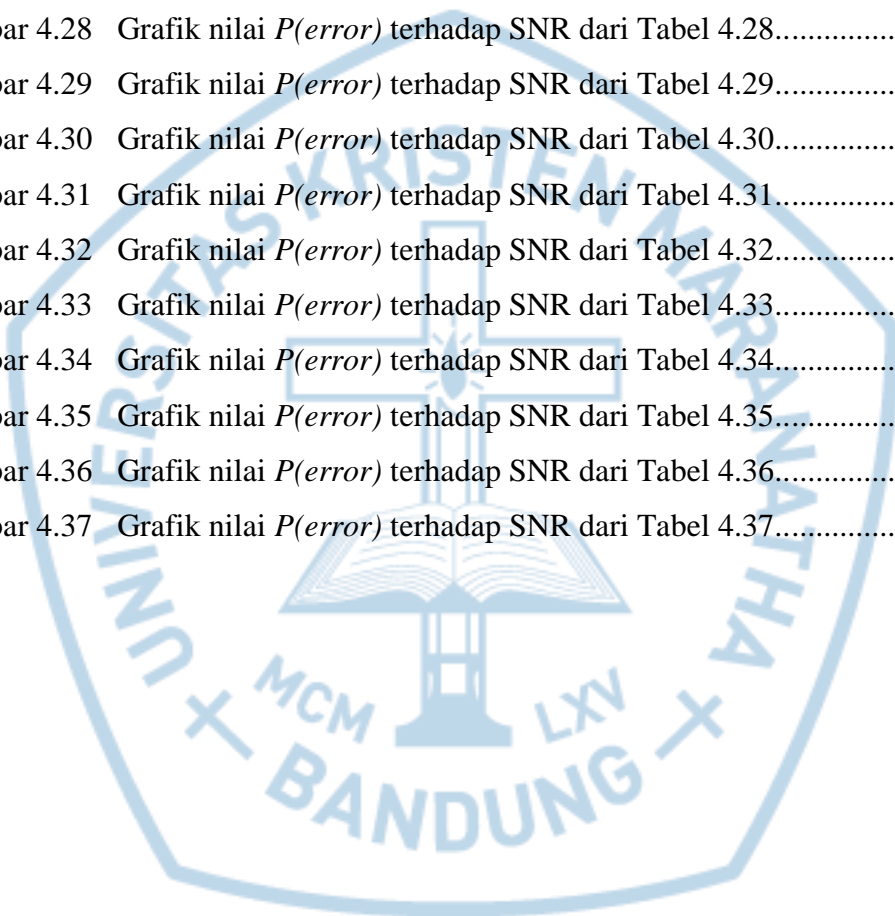 bar 4.28 Grafik nilai P(error) terhadap SNR dari Tabel 4.28...............
bar 4.29 Grafik nilai P(error) terhadap SNR dari Tabel 4.29...............
bar 4.30 Grafik nilai P(error) terhadap SNR dari Tabel 4.30...............
bar 4.31 Grafik nilai P(error) terhadap SNR dari Tabel 4.31...............
bar 4.32 Grafik nilai P(error) terhadap SNR dari Tabel 4.32...............
bar 4.33 Grafik nilai P(error) terhadap SNR dari Tabel 4.33...............
bar 4.34 Grafik nilai P(error) terhadap SNR dari Tabel 4.34...............
bar 4.35 Grafik nilai P(error) terhadap SNR dari Tabel 4.35...............
bar 4.36 Grafik nilai P(error) terhadap SNR dari Tabel 4.36...............
bar 4.37 Grafik nilai P(error) terhadap SNR dari Tabel 4.37...............
UNIVERSITAS KRISTEN MARANATHA
MCM LXV
BANDUNG